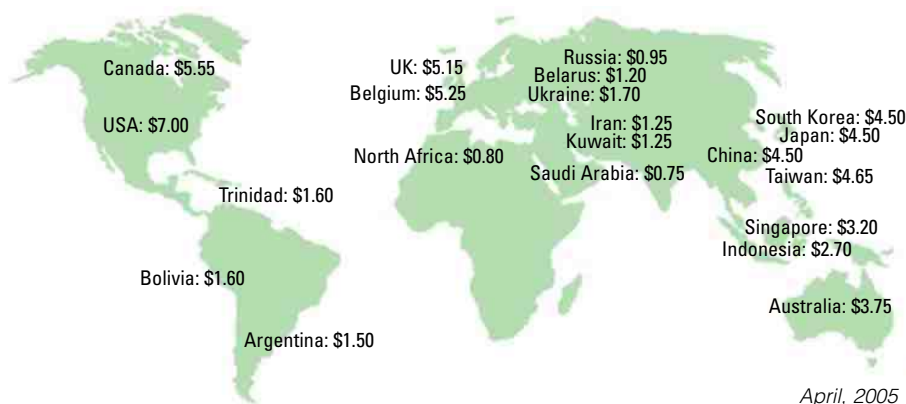 Canada: $5.55
USA: $7.00
Trinidad: $1.60
Bolivia: $1.60
Argentina: $1.50
UK: $5.15
Belgium: $5.25
North Africa: $0.80
Russia: $0.95
Belarus: $1.20
Ukraine: $1.70
Iran: $1.25
Kuwait: $1.25
Saudi Arabia: $0.75
South Korea: $4.50
Japan: $4.50
China: $4.50
Taiwan: $4.65
Singapore: $3.20
Indonesia: $2.70
Australia: $3.75
April, 2005